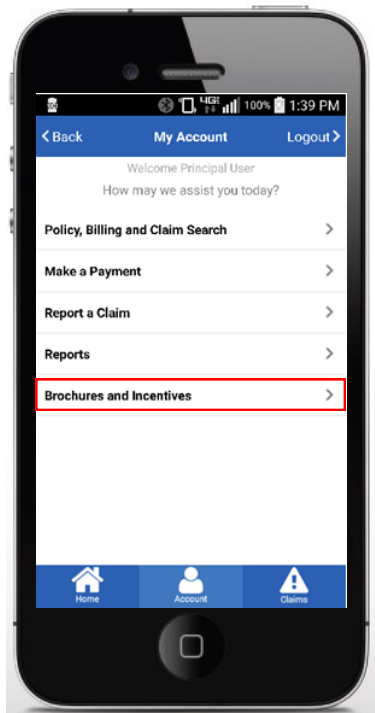 4G 100% 1:39 PM
Back My Account Logout
Welcome Principal User
How may we assist you today?
Policy, Billing and Claim Search
Make a Payment
Report a Claim
Reports
Brochures and Incentives
Home Account Claims